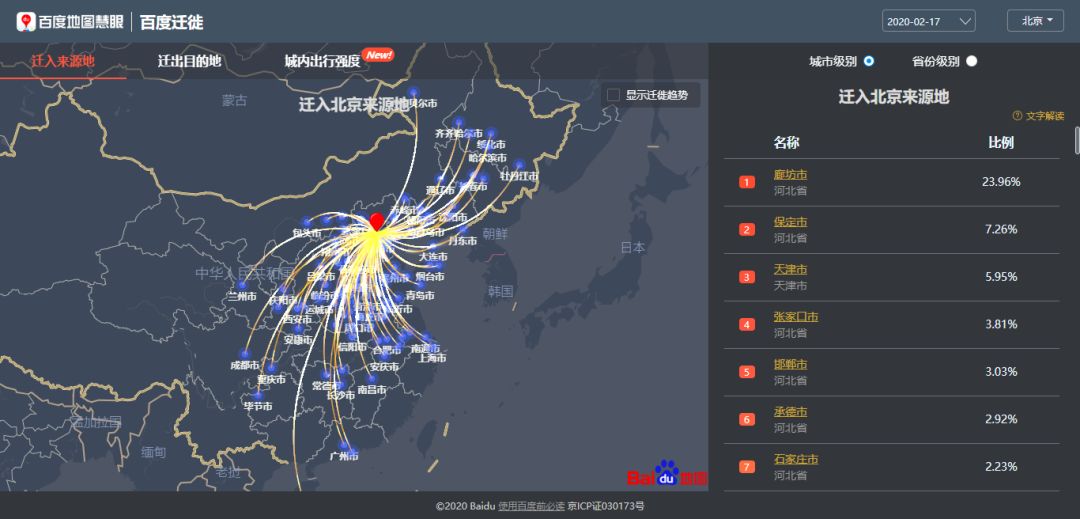 百度地图慧眼
百度迁徙
2020-02-17
北京
迁入来源地
迁出目的地
城内出行强度
New!
城市级别
省份级别
迁入北京来源地
显示迁徙趋势
迁入北京来源地
文字解读
名称
比例
1
廊坊市
河北省
23.96%
2
保定市
河北省
7.26%
3
天津市
天津市
5.95%
4
张家口市
河北省
3.81%
5
邯郸市
河北省
3.03%
6
承德市
河北省
2.92%
7
石家庄市
河北省
2.23%
蒙古
齐齐哈尔市
绥化市
哈尔滨市
牡丹江市
通辽市
丹东市
朝鲜
日本
包头市
大连市
中华人民共和国
烟台市
韩国
兰州市
庆阳市
临汾市
青岛市
运城市
西安市
周口市
安康市
信阳市
合肥市
南通市
上海市
成都市
安庆市
重庆市
常德市
南昌市
长沙市
毕节市
孟加拉国
缅甸
广州市
老挝
Bai du 地图
©2020 Baidu 使用百度前必读 京ICP证030173号